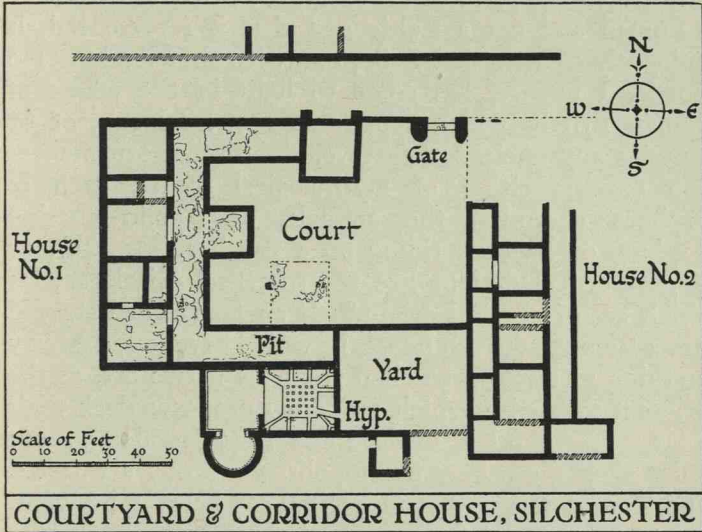 N
W E
S
Gate
Court
House
No.1
House No.2
Pit
Yard
Hyp.
Scale of Feet
0 10 20 30 40 50
COURTYARD & CORRIDOR HOUSE, SILCHESTER